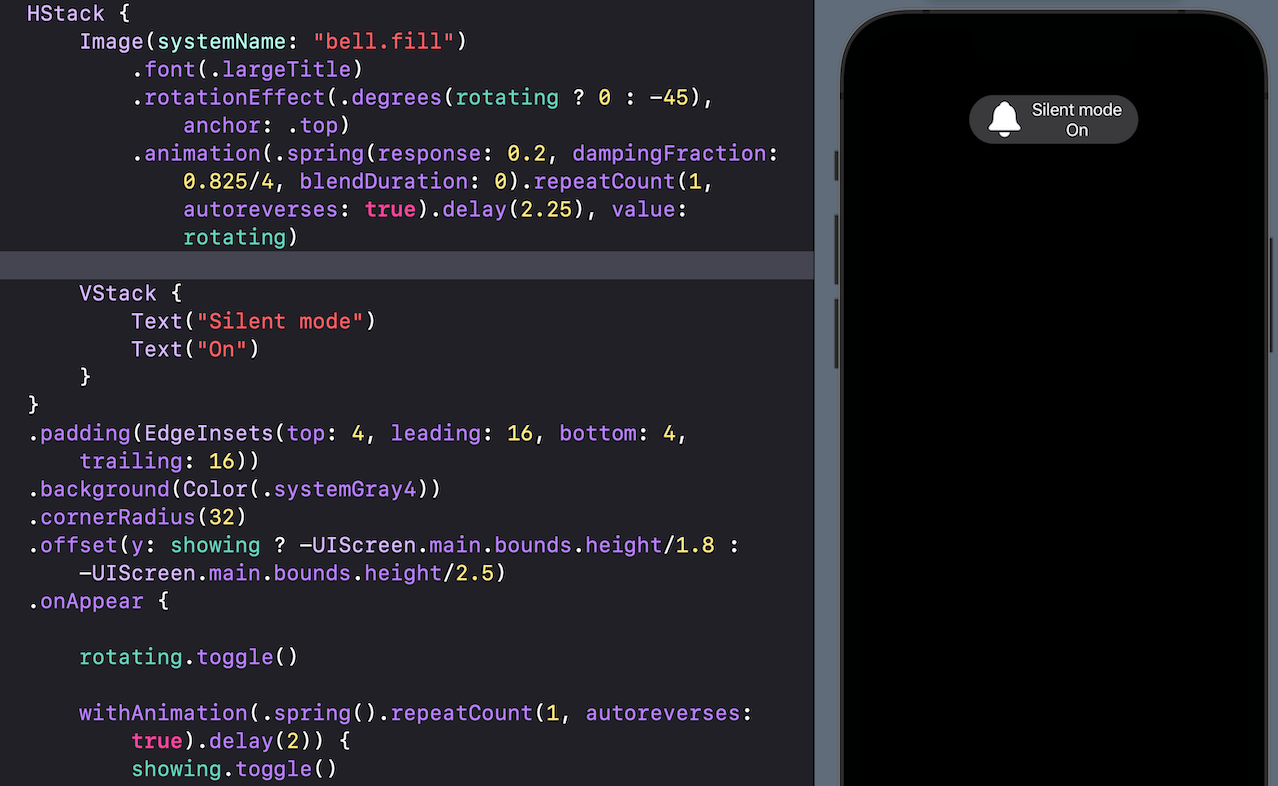 HStack {
Image(systemName: "bell.fill")
.font(.largeTitle)
.rotationEffect(.degrees(rotating ? 0 : -45),
anchor: .top)
.animation(.spring(response: 0.2, dampingFraction:
0.825/4, blendDuration: 0).repeatCount(1,
autoreverses: true).delay(2.25), value:
rotating)
VStack {
Text("Silent mode")
Text("On")
}
}
.padding(EdgeInsets(top: 4, leading: 16, bottom: 4,
trailing: 16))
.background(Color(.systemGray4))
.cornerRadius(32)
.offset(y: showing ? -UIScreen.main.bounds.height/1.8 :
-UIScreen.main.bounds.height/2.5)
.onAppear {
rotating.toggle()
withAnimation(.spring().repeatCount(1, autoreverses:
true).delay(2)) {
showing.toggle()
Silent mode
On